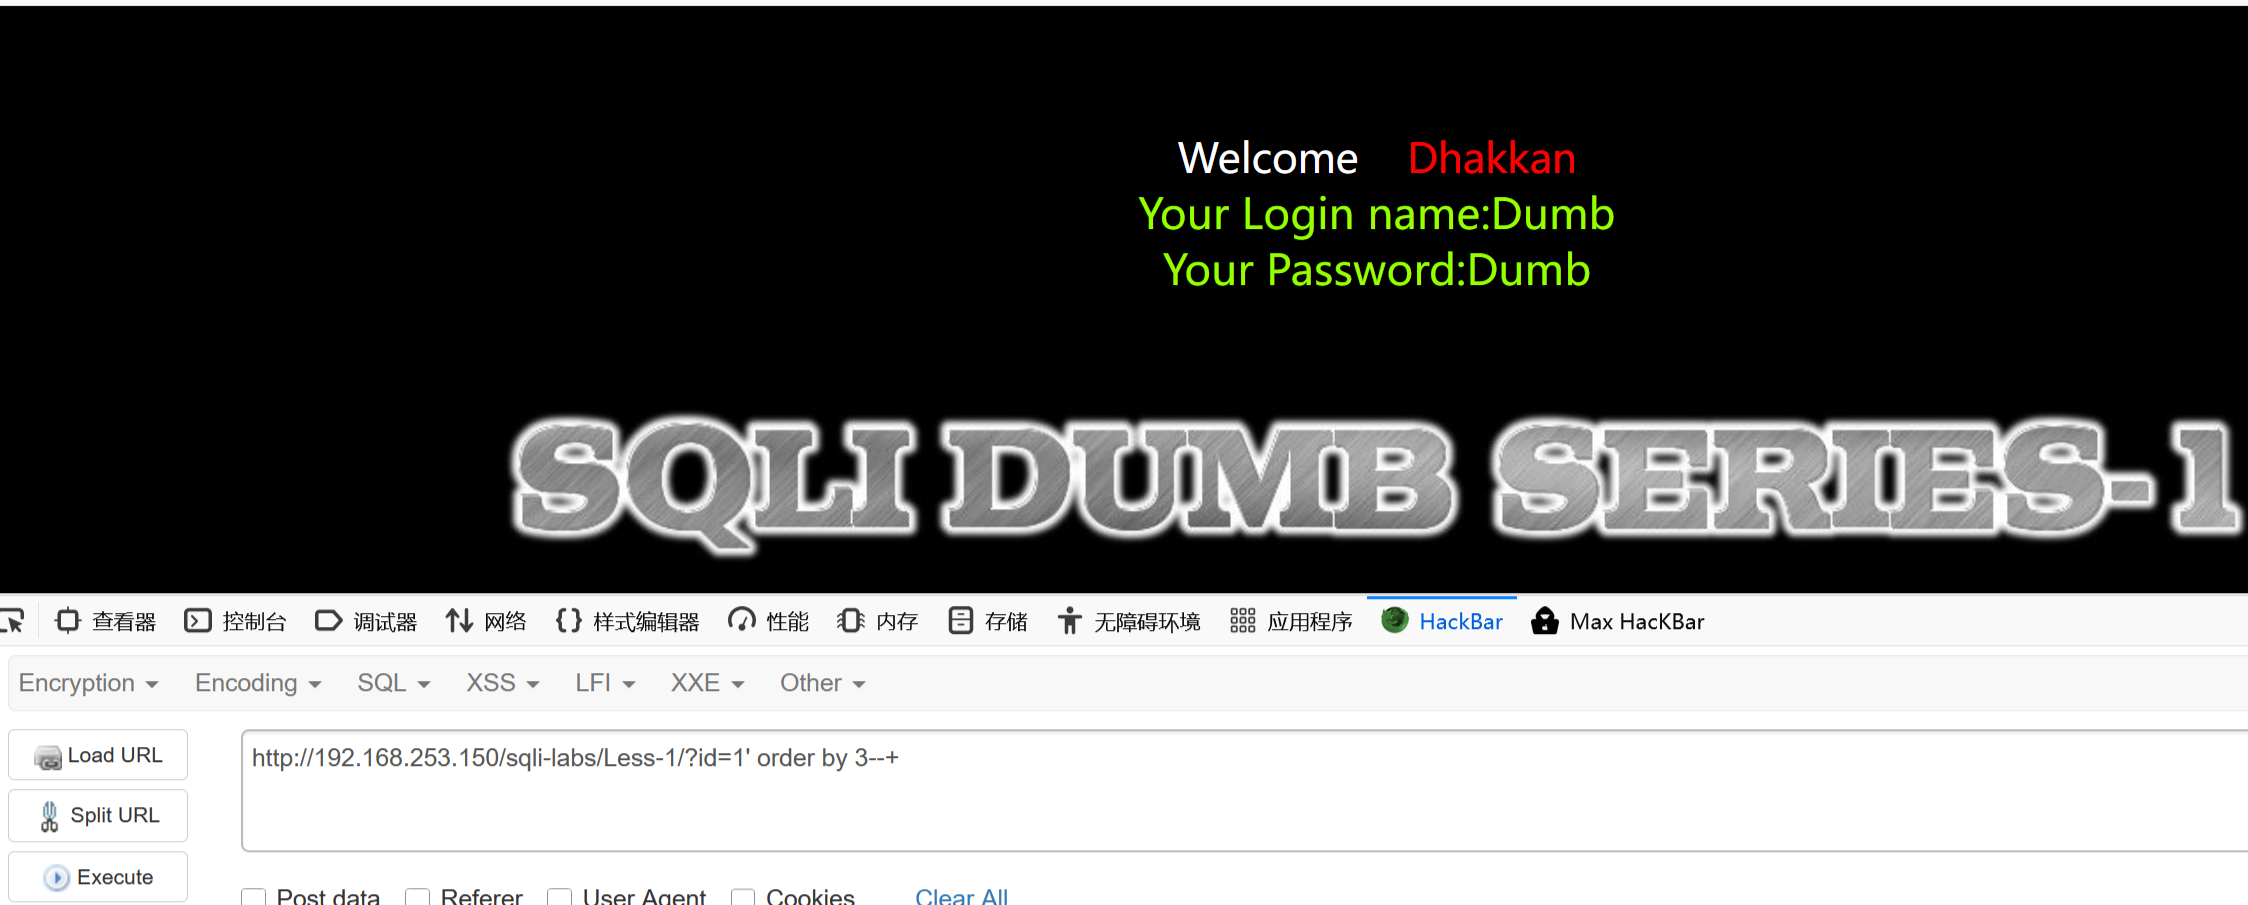 Welcome Dhakkan
Your Login name:Dumb
Your Password:Dumb
SQLI DUMB SERIES-1
查看器 控制台 调试器 网络 样式编辑器 性能 内存 存储 无障碍环境 应用程序 HackBar Max HacKBar
Encryption Encoding SQL XSS LFI XXE Other
Load URL
http://192.168.253.150/sqli-labs/Less-1/?id=1' order by 3--+
Split URL
Execute
Post data Referer User Agent Cookies Clear All